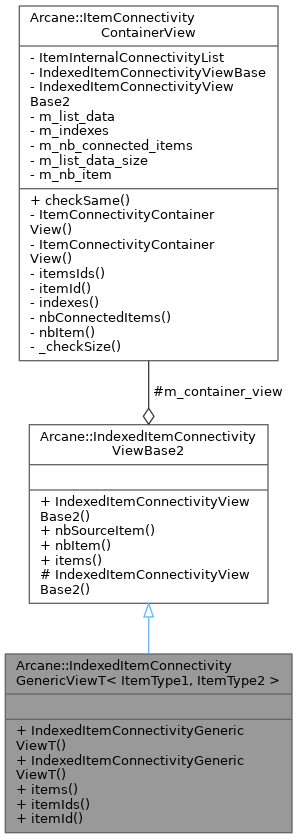 Arcane::ItemConnectivity
ContainerView
- ItemInternalConnectivityList
- IndexedItemConnectivityViewBase
- IndexedItemConnectivityView
Base2
- m_list_data
- m_indexes
- m_nb_connected_items
- m_list_data_size
- m_nb_item
+ checkSame()
- ItemConnectivityContainer
View()
- ItemConnectivityContainer
View()
- itemsIds()
- itemId()
- indexes()
- nbConnectedItems()
- nbItem()
- _checkSize()
#m_container_view
Arcane::IndexedItemConnectivity
ViewBase2
+ IndexedItemConnectivityView
Base2()
+ nbSourceItem()
+ nbItem()
+ items()
# IndexedItemConnectivityView
Base2()
Arcane::IndexedItemConnectivity
GenericViewT< ItemType1, ItemType2 >
+ IndexedItemConnectivityGeneric
ViewT()
+ IndexedItemConnectivityGeneric
ViewT()
+ items()
+ itemIds()
+ itemId()